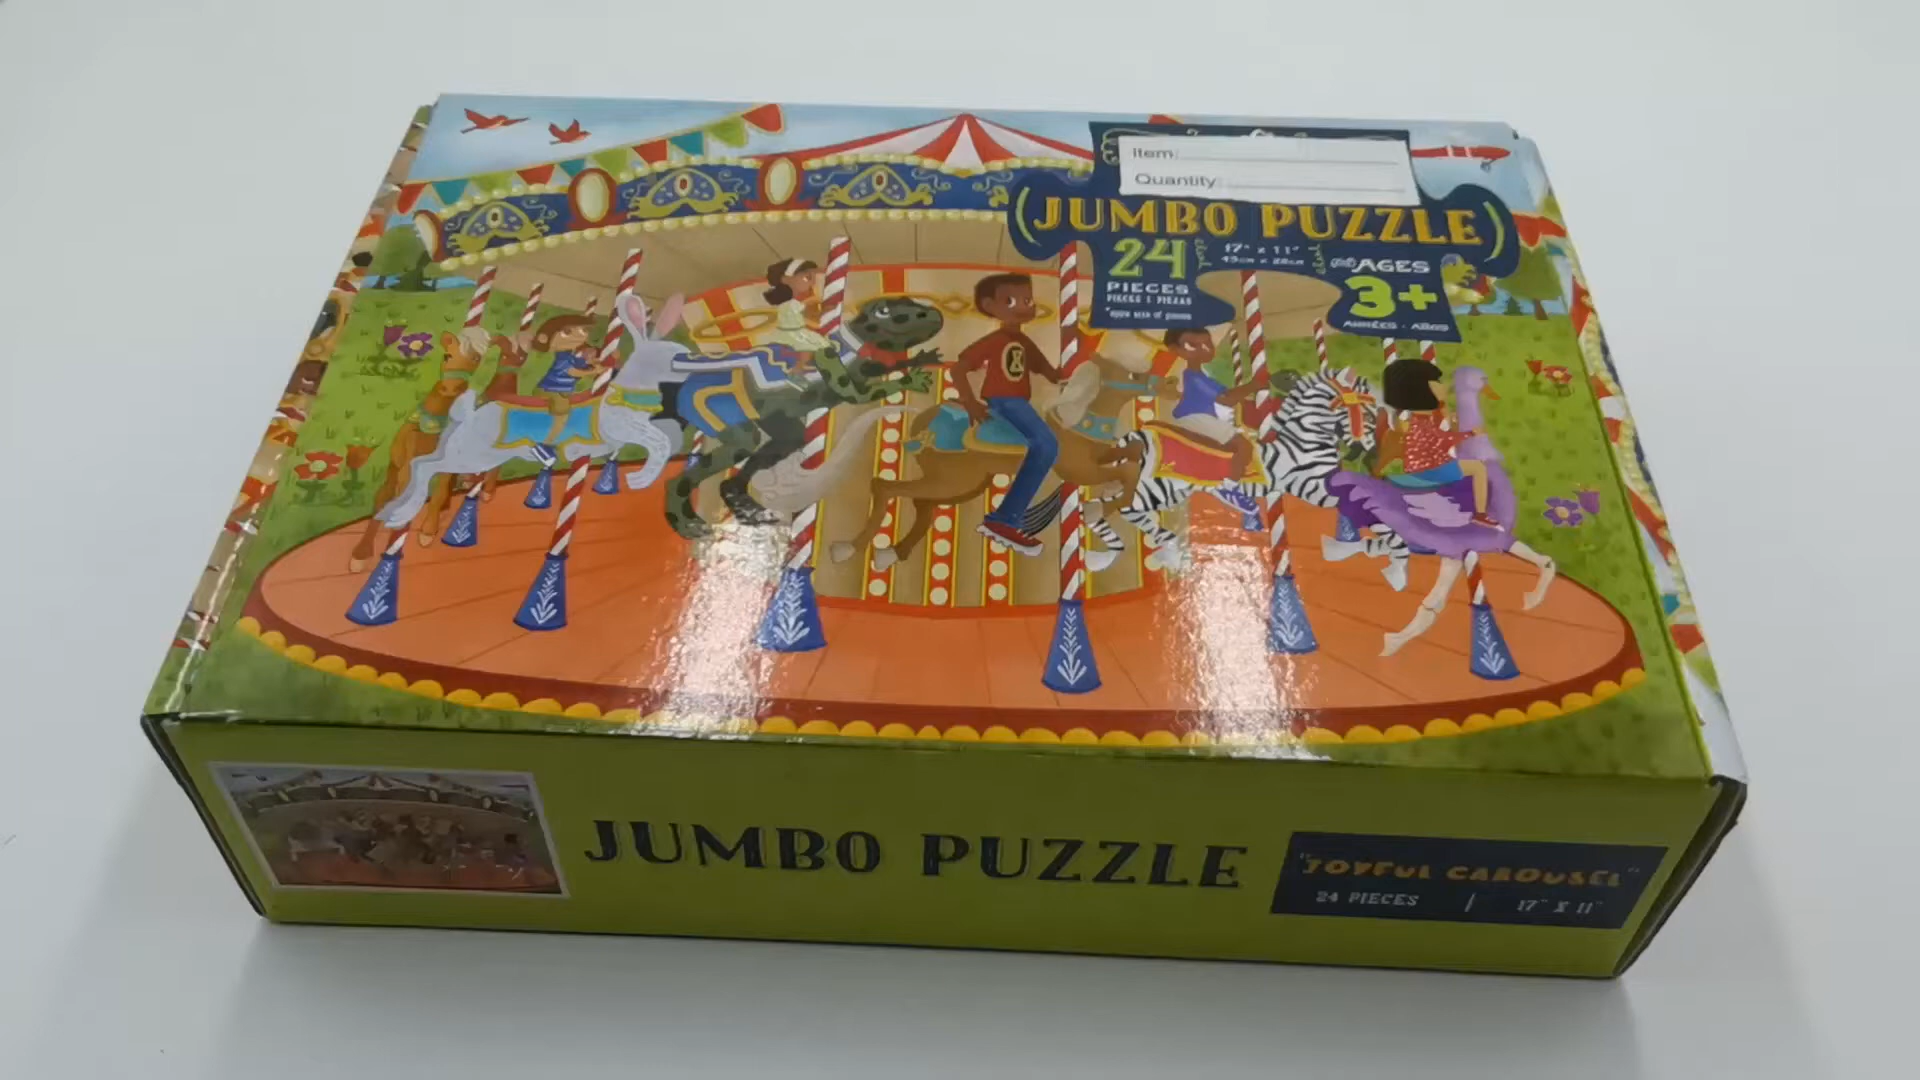 Item:
Quantity:
JUMBO PUZZLE
24
PIECES
17" x 11"
AGES
3+
JUMBO PUZZLE
"JOYFUL CAROUSEL"
24 PIECES | 17" X 11"